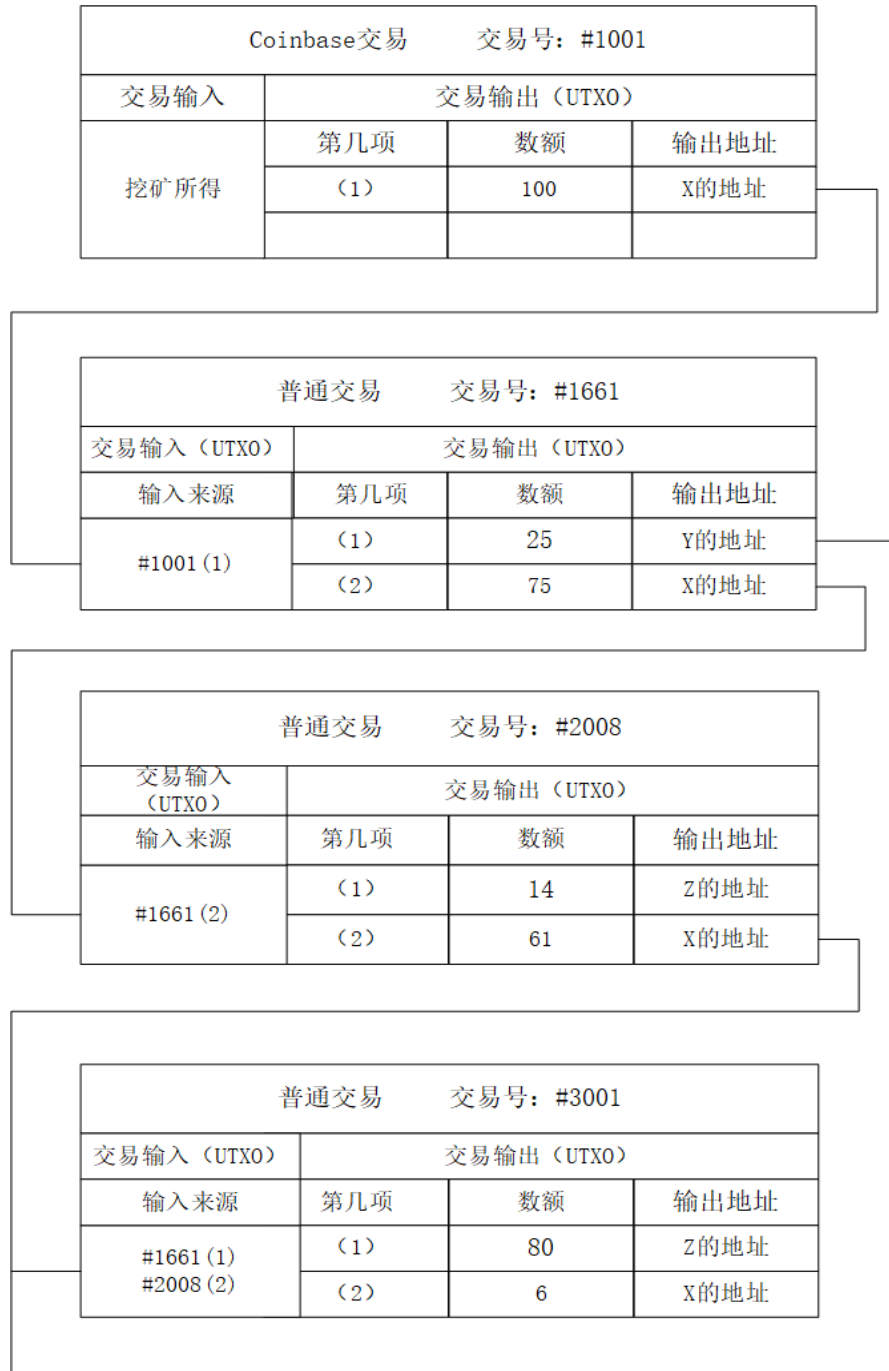 Coinbase交易 交易号：#1001
交易输入 交易输出（UTXO）
第几项 数额 输出地址
挖矿所得 （1） 100 X的地址
普通交易 交易号：#1661
交易输入（UTXO） 交易输出（UTXO）
输入来源 第几项 数额 输出地址
#1001(1) （1） 25 Y的地址
（2） 75 X的地址
普通交易 交易号：#2008
交易输入
（UTXO） 交易输出（UTXO）
输入来源 第几项 数额 输出地址
#1661(2) （1） 14 Z的地址
（2） 61 X的地址
普通交易 交易号：#3001
交易输入（UTXO） 交易输出（UTXO）
输入来源 第几项 数额 输出地址
#1661(1) （1） 80 Z的地址
#2008(2) （2） 6 X的地址